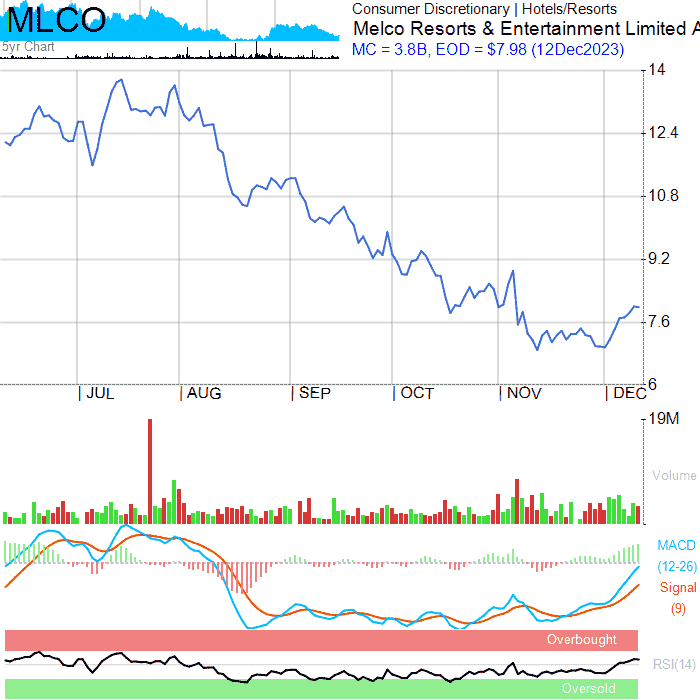 MLCO
5yr Chart
Consumer Discretionary | Hotels/Resorts
Melco Resorts & Entertainment Limited A
MC = 3.8B, EOD = $7.98 (12Dec2023)
14
12.4
10.8
9.2
7.6
6
JUL AUG SEP OCT NOV DEC
19M
Volume
MACD
(12-26)
Signal
(9)
Overbought
RSI(14)
Oversold